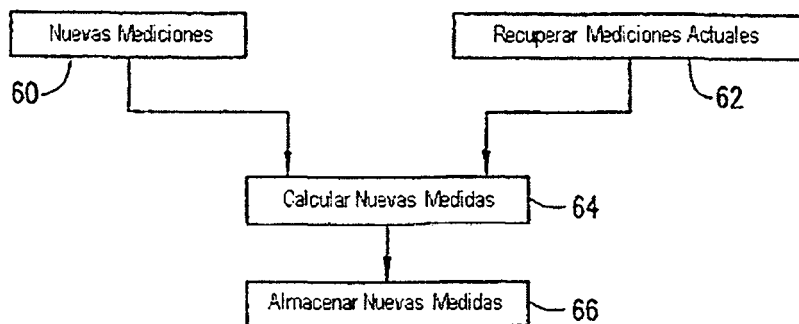 Nuevas Mediciones
Recuperar Mediciones Actuales
60
62
Calcular Nuevas Medidas
64
Almacenar Nuevas Medidas
66